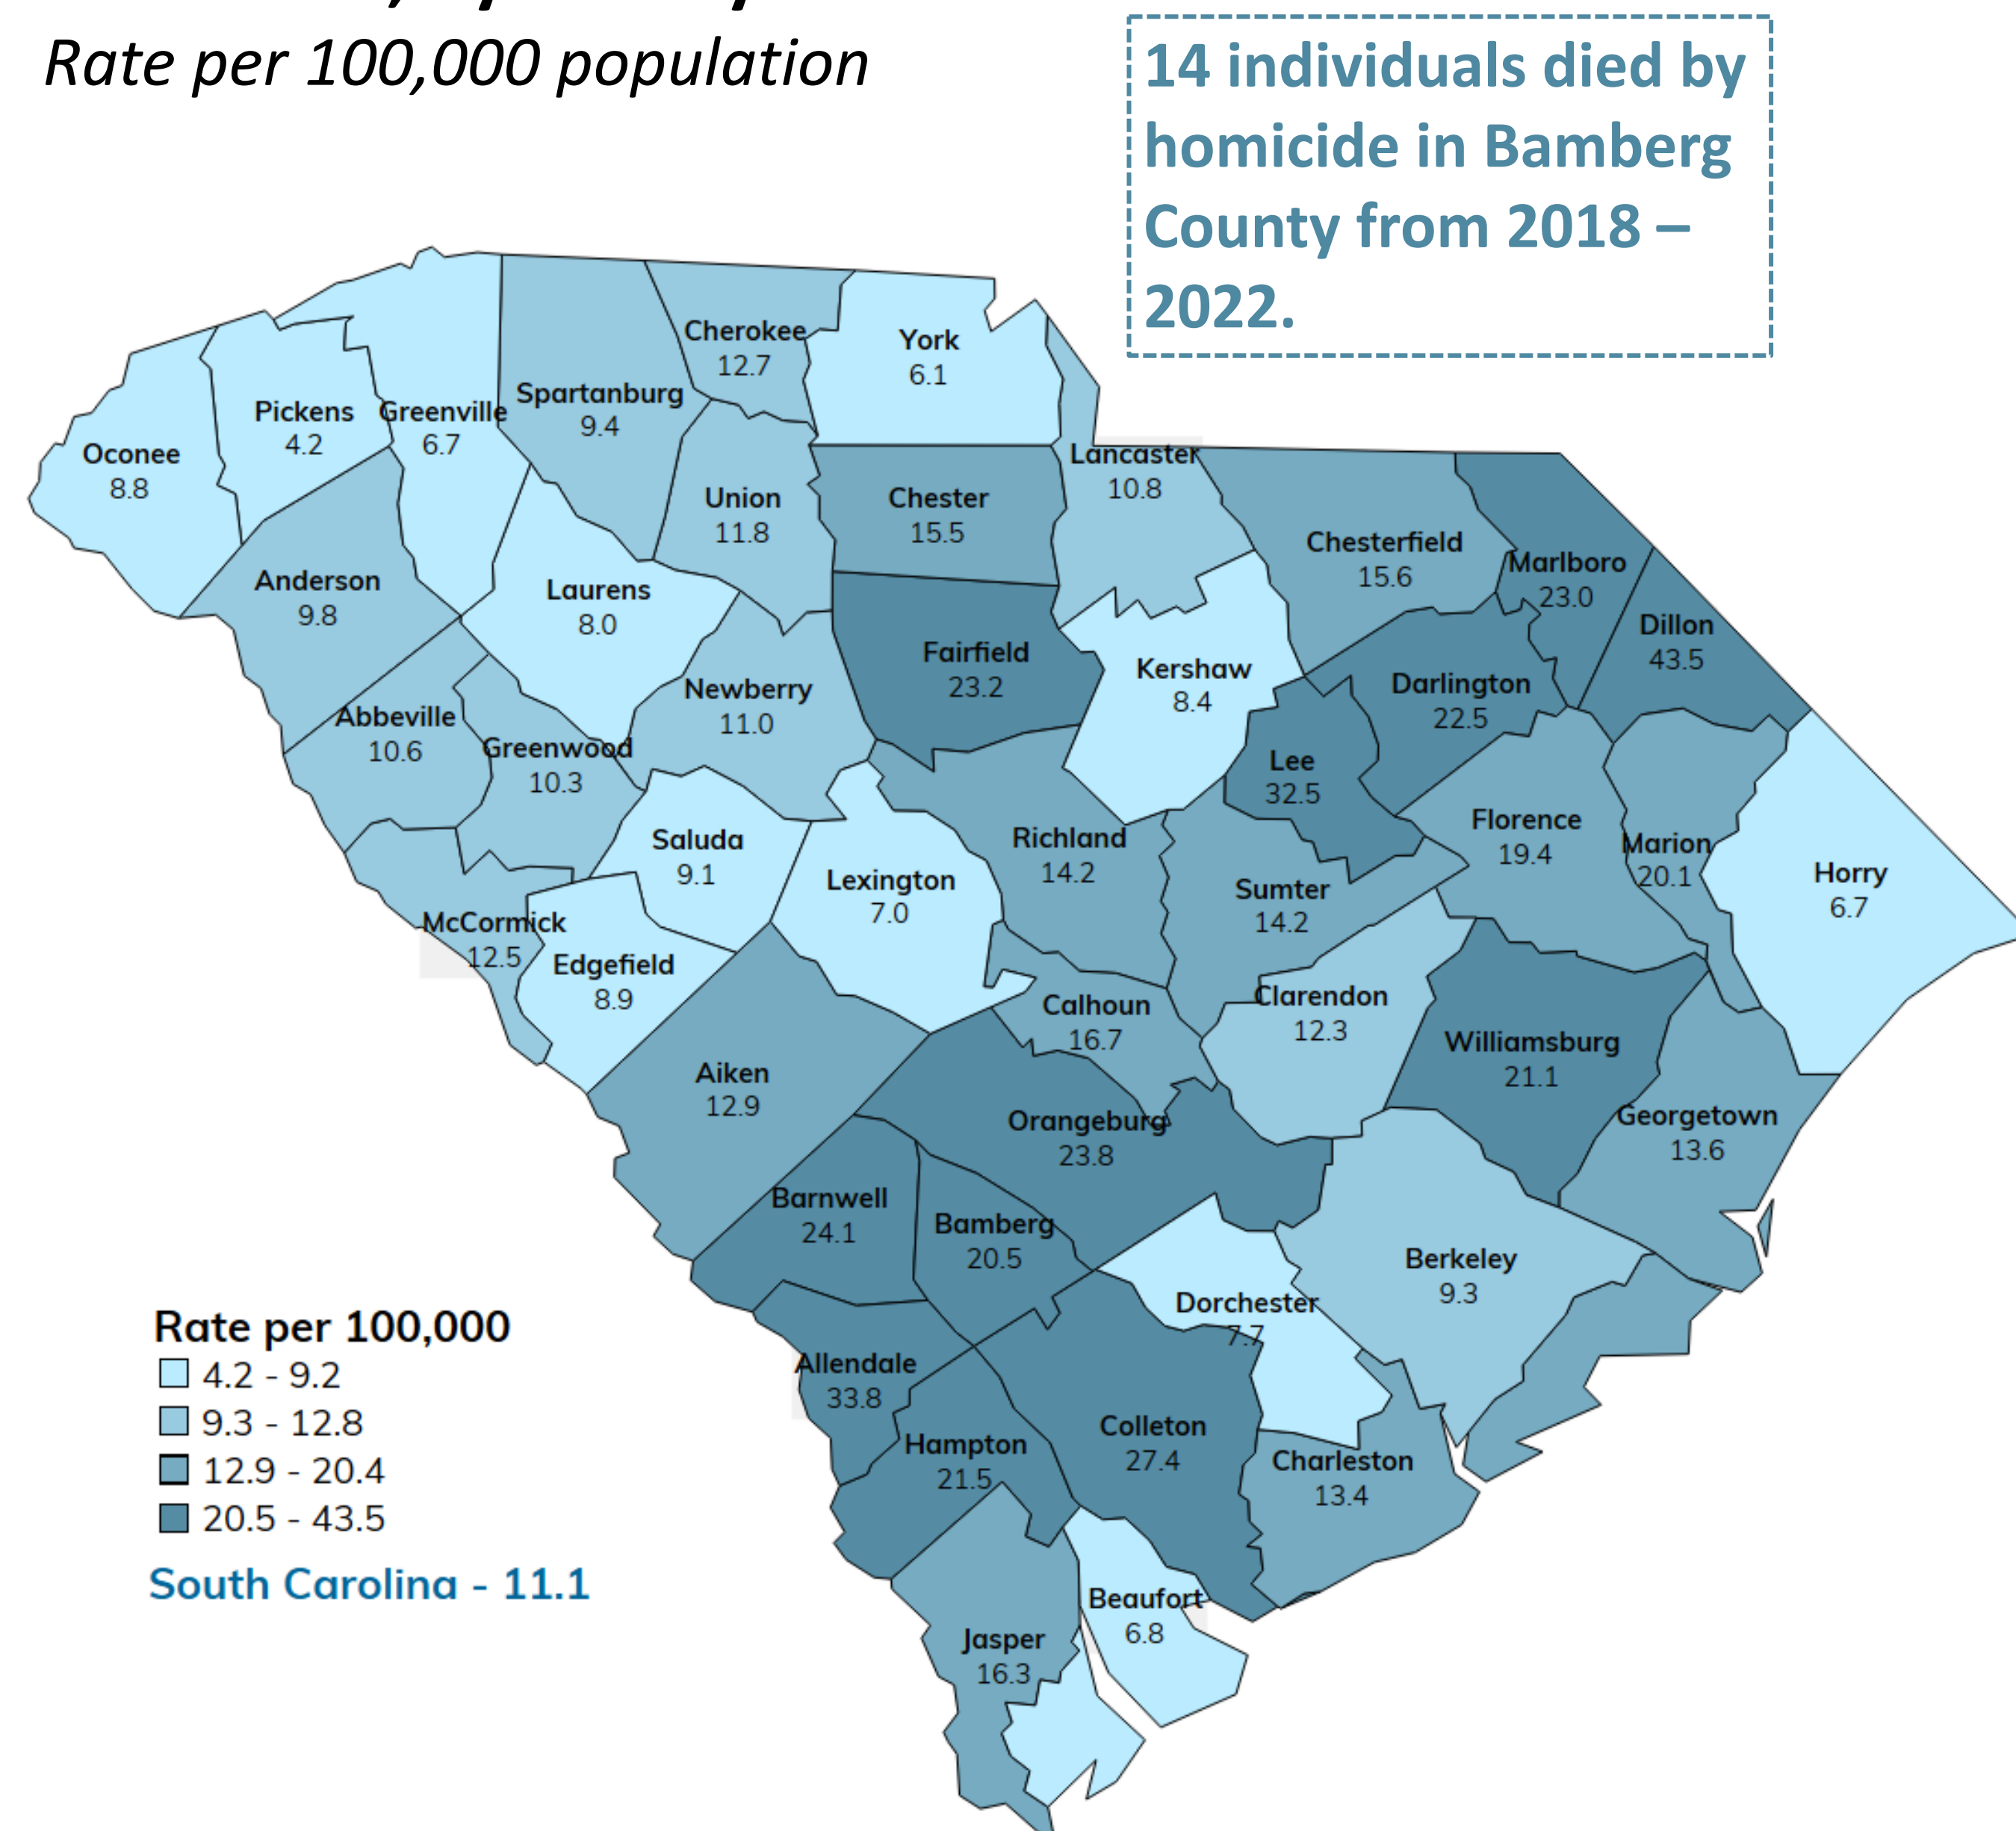 Rate per 100,000 population
14 individuals died by
homicide in Bamberg
County from 2018 –
2022.
Cherokee
12.7
York
6.1
Spartanburg
9.4
Pickens
4.2
Greenville
6.7
Oconee
8.8
Lancaster
10.8
Union
11.8
Chester
15.5
Chesterfield
15.6
Marlboro
23.0
Anderson
9.8
Laurens
8.0
Dillon
43.5
Fairfield
23.2
Kershaw
8.4
Darlington
22.5
Newberry
11.0
Abbeville
10.6
Greenwood
10.3
Lee
32.5
Florence
19.4
Marion
20.1
Saluda
9.1
Richland
14.2
Horry
6.7
Lexington
7.0
Sumter
14.2
McCormick
12.5
Edgefield
8.9
Calhoun
16.7
Clarendon
12.3
Williamsburg
21.1
Aiken
12.9
Orangeburg
23.8
Georgetown
13.6
Barnwell
24.1
Bamberg
20.5
Berkeley
9.3
Dorchester
7.7
Allendale
33.8
Hampton
21.5
Colleton
27.4
Charleston
13.4
Beaufort
6.8
Jasper
16.3
Rate per 100,000
4.2 - 9.2
9.3 - 12.8
12.9 - 20.4
20.5 - 43.5
South Carolina - 11.1